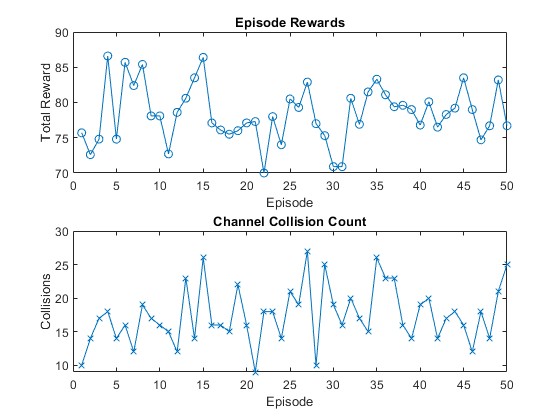 Episode Rewards
90
85
80
75
70
Total Reward
0 5 10 15 20 25 30 35 40 45 50
Episode
Channel Collision Count
30
25
20
15
10
Collisions
0 5 10 15 20 25 30 35 40 45 50
Episode